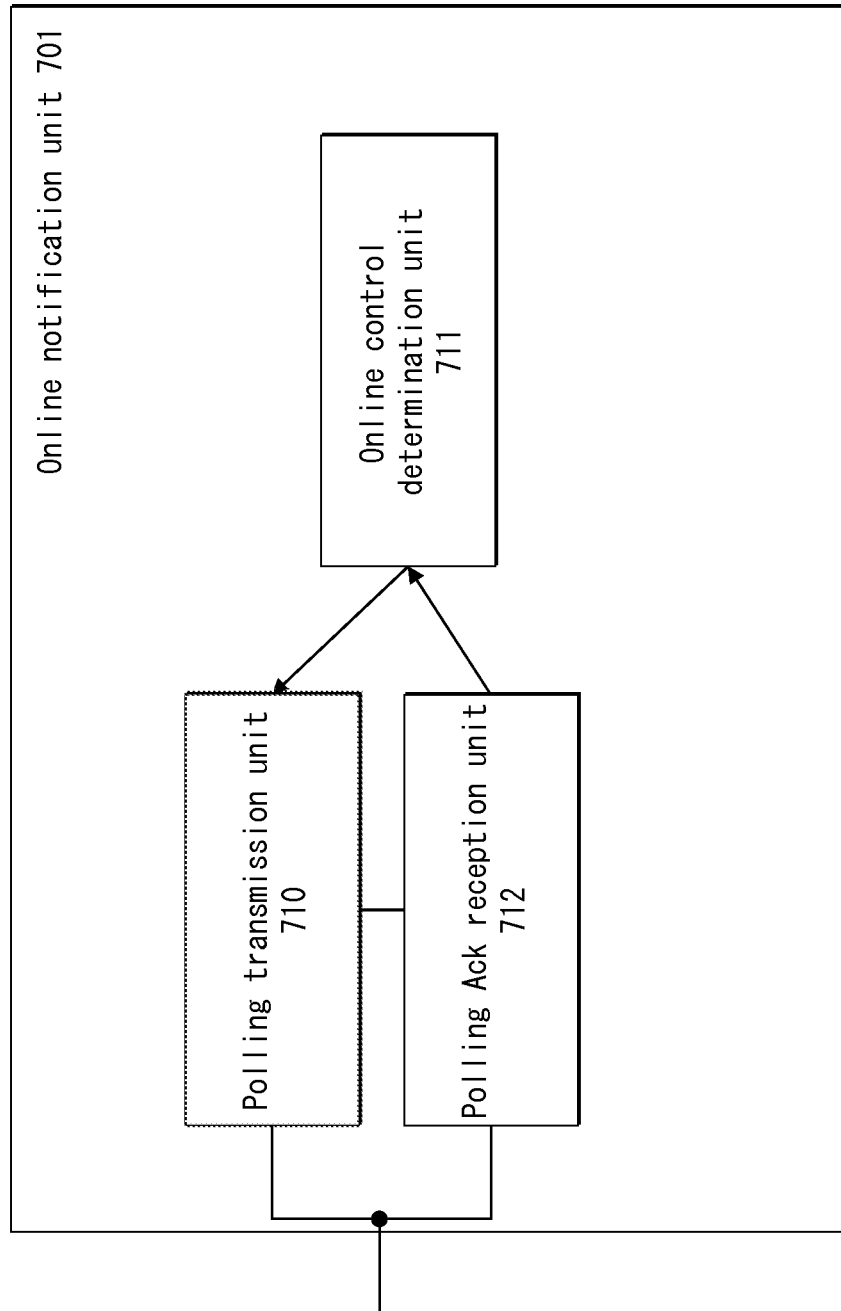 Online notification unit 701
Polling transmission unit
710
Polling Ack reception unit
712
Online control
determination unit
711